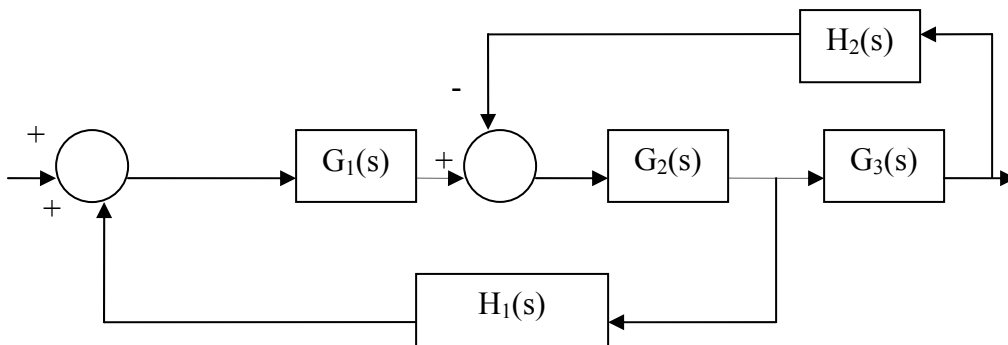 H₂(s)
-
+
G₁(s)
+
G₂(s)
G₃(s)
+
H₁(s)